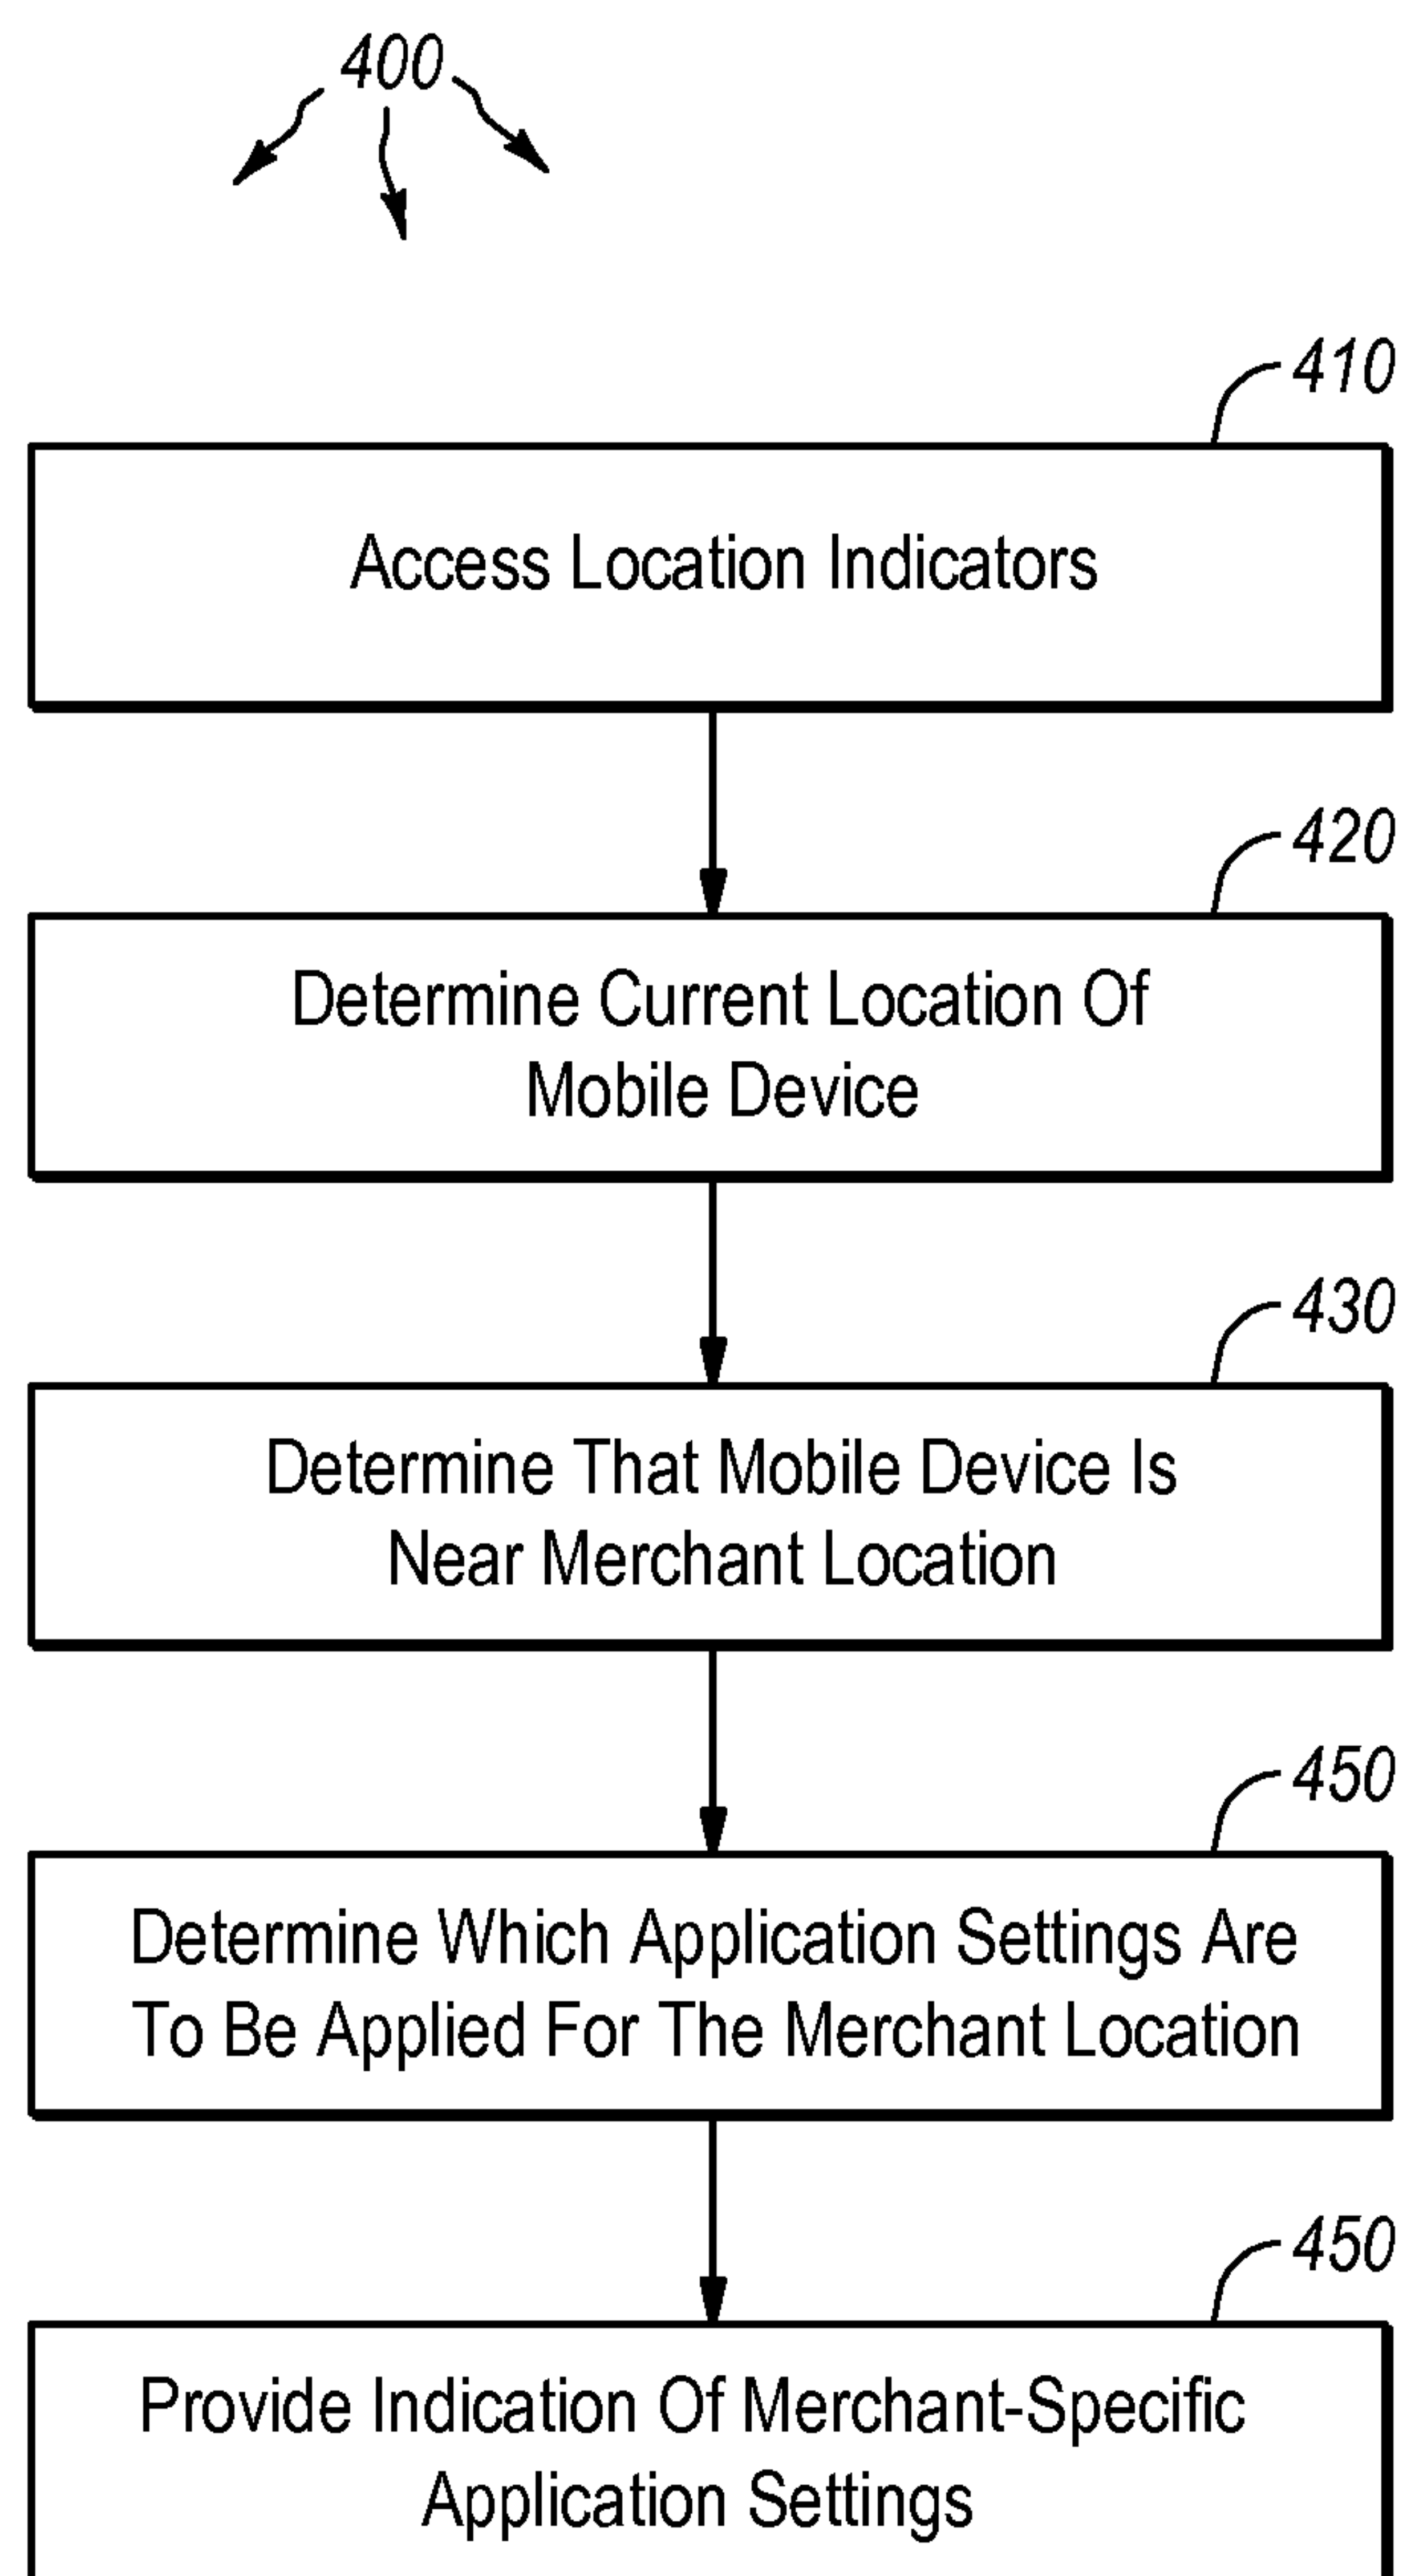 400
410
Access Location Indicators
420
Determine Current Location Of
Mobile Device
430
Determine That Mobile Device Is
Near Merchant Location
450
Determine Which Application Settings Are
To Be Applied For The Merchant Location
450
Provide Indication Of Merchant-Specific
Application Settings